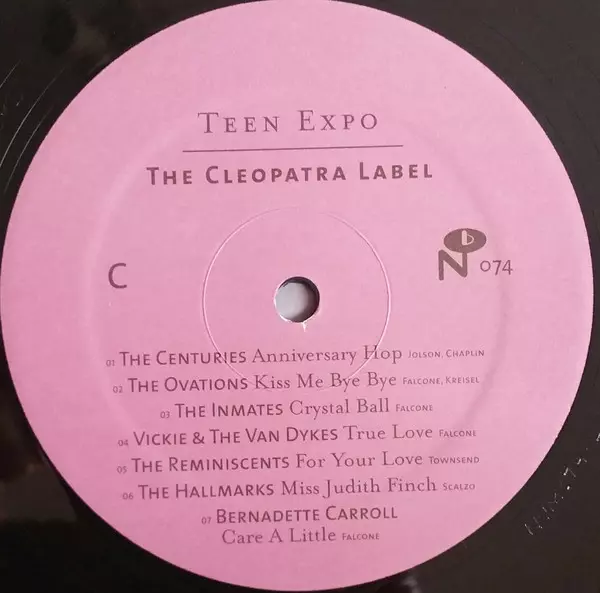 Teen Expo
The Cleopatra Label
C
N 074
01 The Centuries Anniversary Hop Jolson, Chaplin
02 The Ovations Kiss Me Bye Bye Falcone, Kreisel
03 The Inmates Crystal Ball Falcone
04 Vickie & The Van Dykes True Love Falcone
05 The Reminiscents For Your Love Townsend
06 The Hallmarks Miss Judith Finch Scalzo
07 Bernadette Carroll
Care A Little Falcone